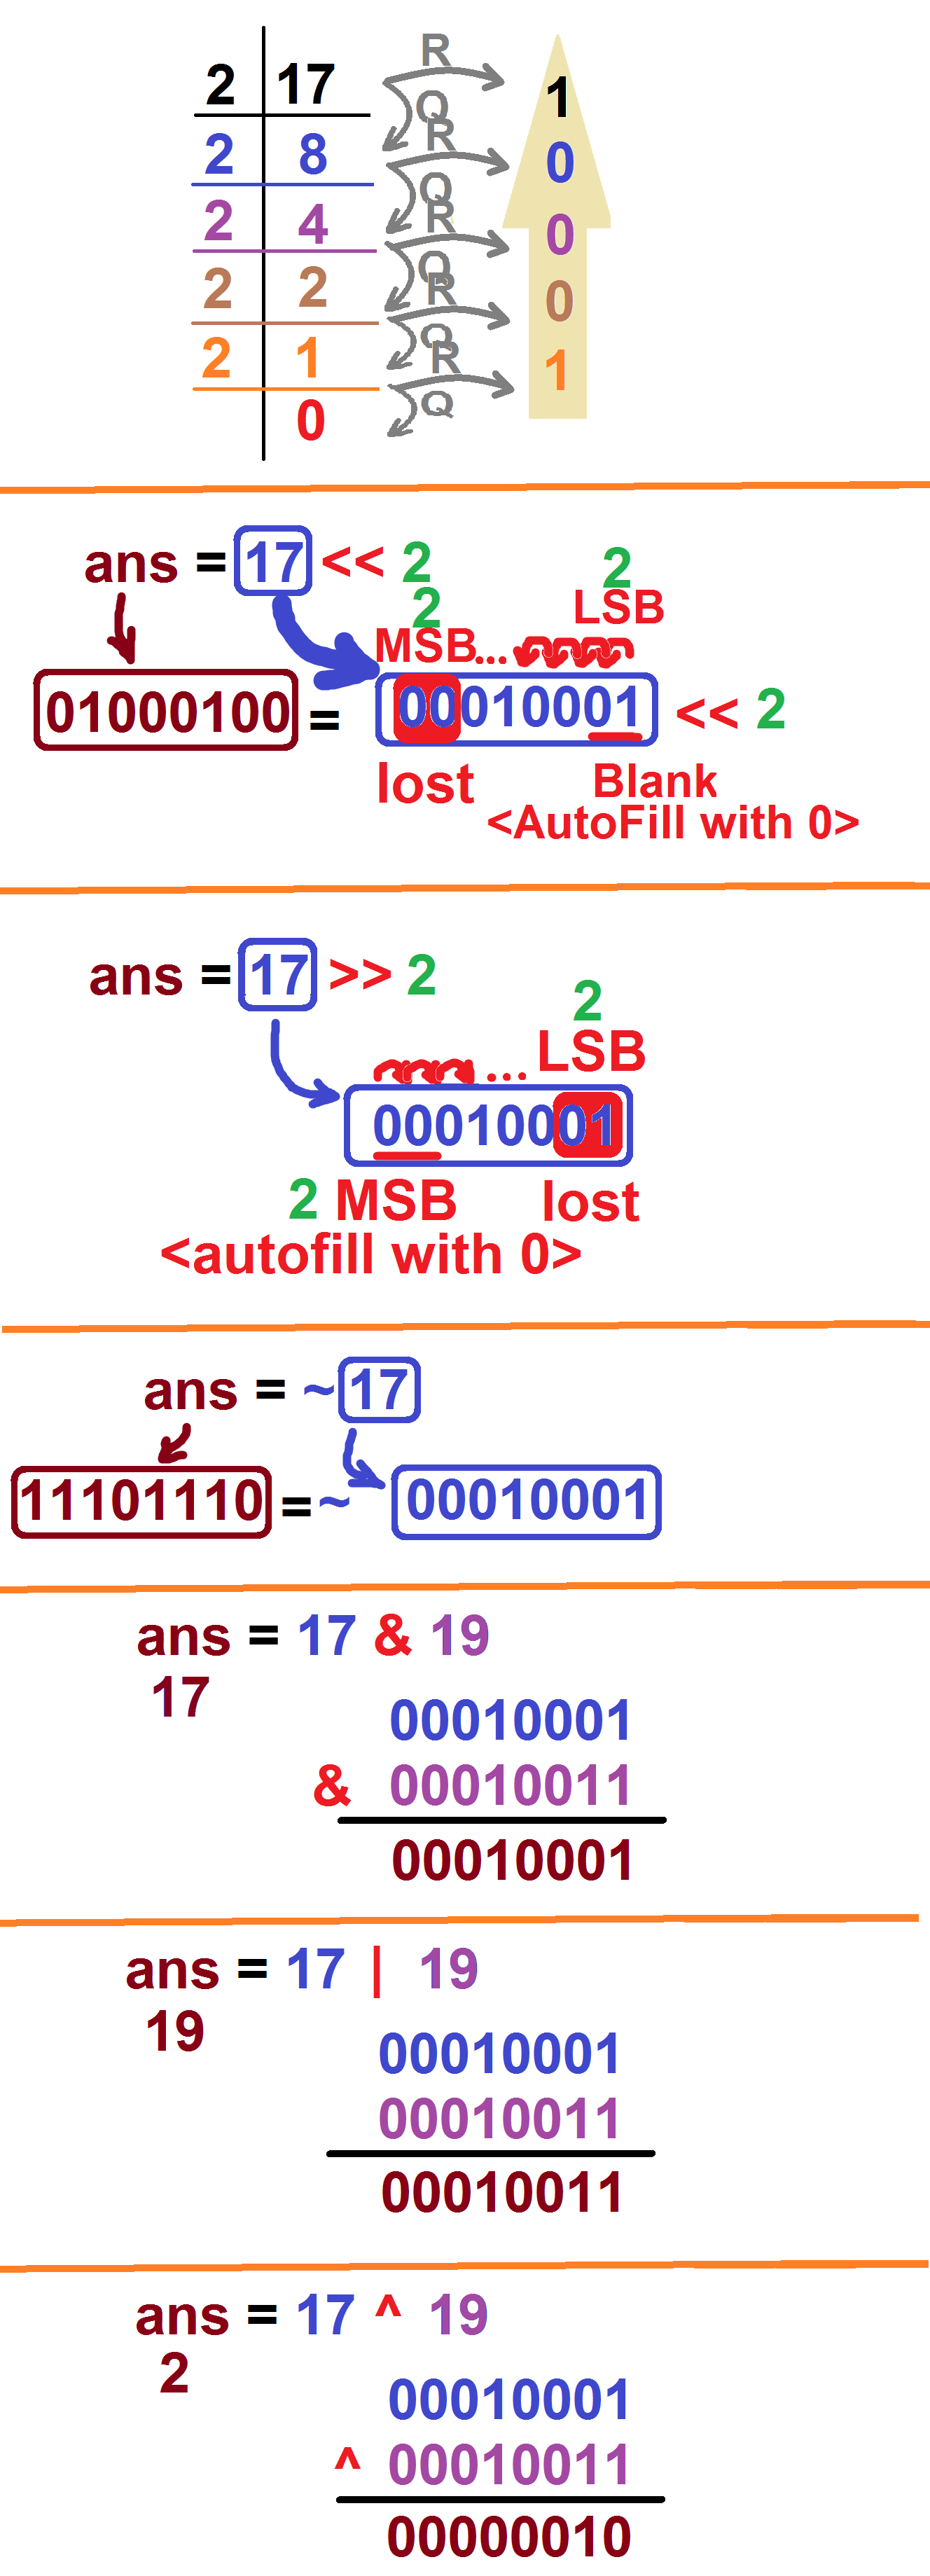 R
2 17 1
Q
R
2 8 0
Q
R
2 4 0
Q
R
2 2 0
Q
R
2 1 1
Q
0
ans = 17 << 2
2 2
MSB... LSB
01000100 = 00010001 << 2
lost Blank
<AutoFill with 0>
ans = 17 >> 2
2
... LSB
00010001
2 MSB lost
<autofill with 0>
ans = ~17
11101110 = ~ 00010001
ans = 17 & 19
17
00010001
& 00010011
00010001
ans = 17 | 19
19
00010001
00010011
00010011
ans = 17 ^ 19
2
00010001
^ 00010011
00000010